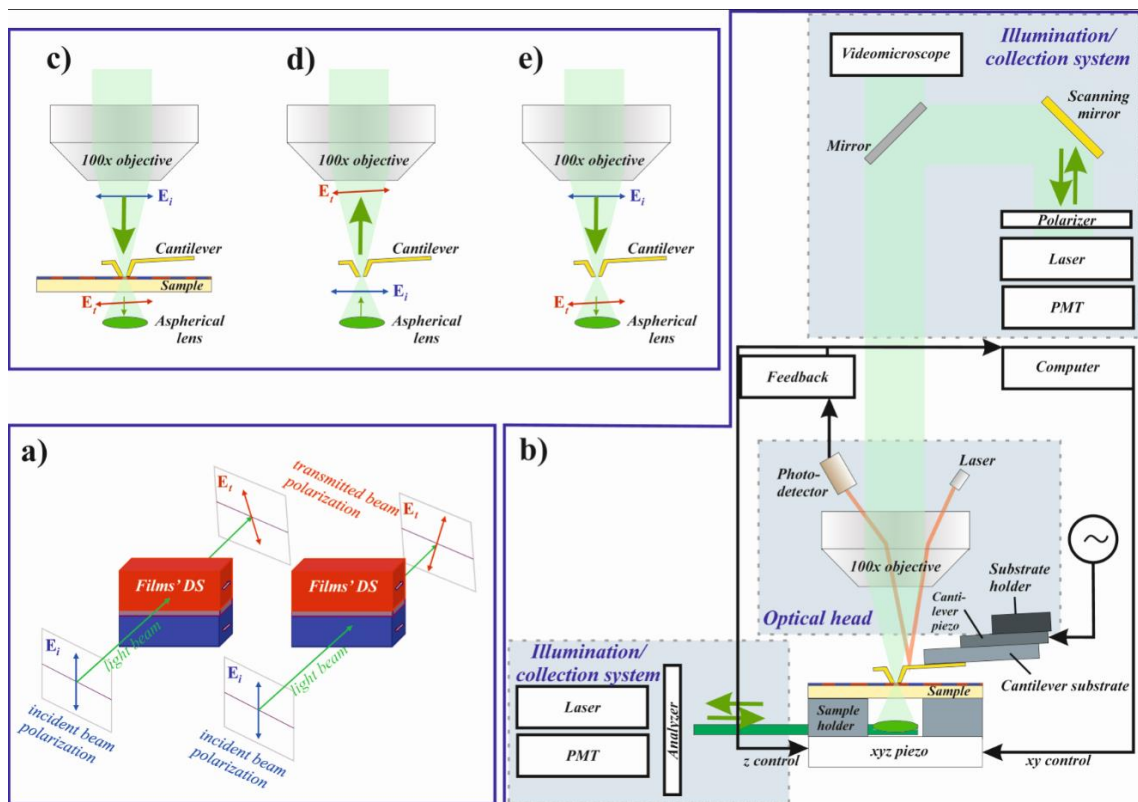 c)
100x objective
Ei
Cantilever
Sample
Et
Aspherical
lens
d)
100x objective
Et
Cantilever
Ei
Aspherical
lens
e)
100x objective
Ei
Cantilever
Et
Aspherical
lens
a)
Et
transmitted beam
polarization
Et
Films' DS
Films' DS
Ei
light beam
Ei
light beam
incident beam
polarization
incident beam
polarization
b)
Illumination/
collection system
Videomicroscope
Scanning
mirror
Mirror
Polarizer
Laser
PMT
Feedback
Computer
Photo-
detector
Laser
100x objective
Optical head
Substrate
holder
Canti-
lever
piezo
Cantilever substrate
~
Illumination/
collection system
Laser
PMT
Analyzer
Sample
Sample
holder
z control
xyz piezo
xy control